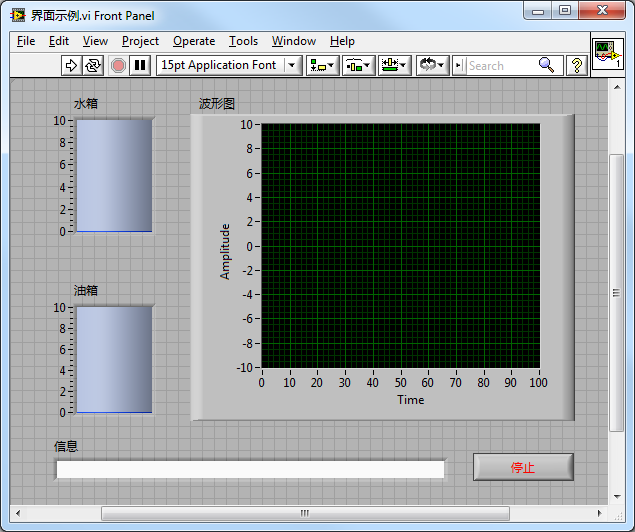 界面示例.vi Front Panel
File Edit View Project Operate Tools Window Help
15pt Application Font Search ? 1
水箱 波形图
10
8
6
4
2
0
油箱
10
8
6
4
2
0
Amplitude
10
8
6
4
2
0
-2
-4
-6
-8
-10
0 10 20 30 40 50 60 70 80 90 100
Time
信息
停止